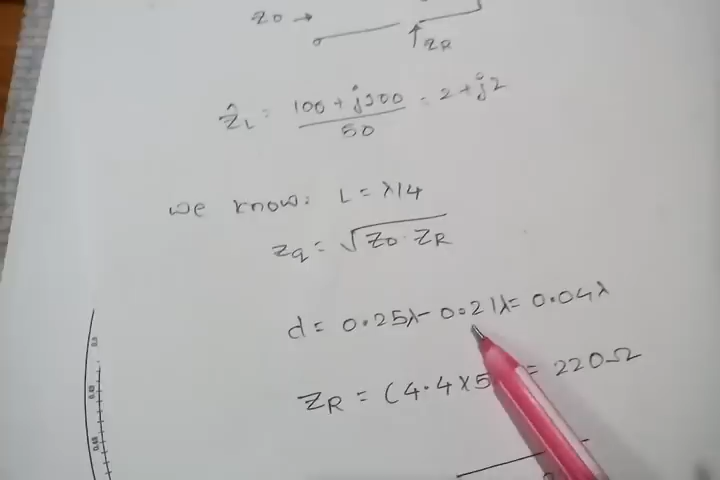 Z0 →
ZR
ẐL = 100 + j200 / 50 = 2 + j2
We know: L = λ/4
Zq = √Z0 · ZR
d = 0.25λ - 0.21λ = 0.04λ
ZR = (4.4 x 5 = 220Ω